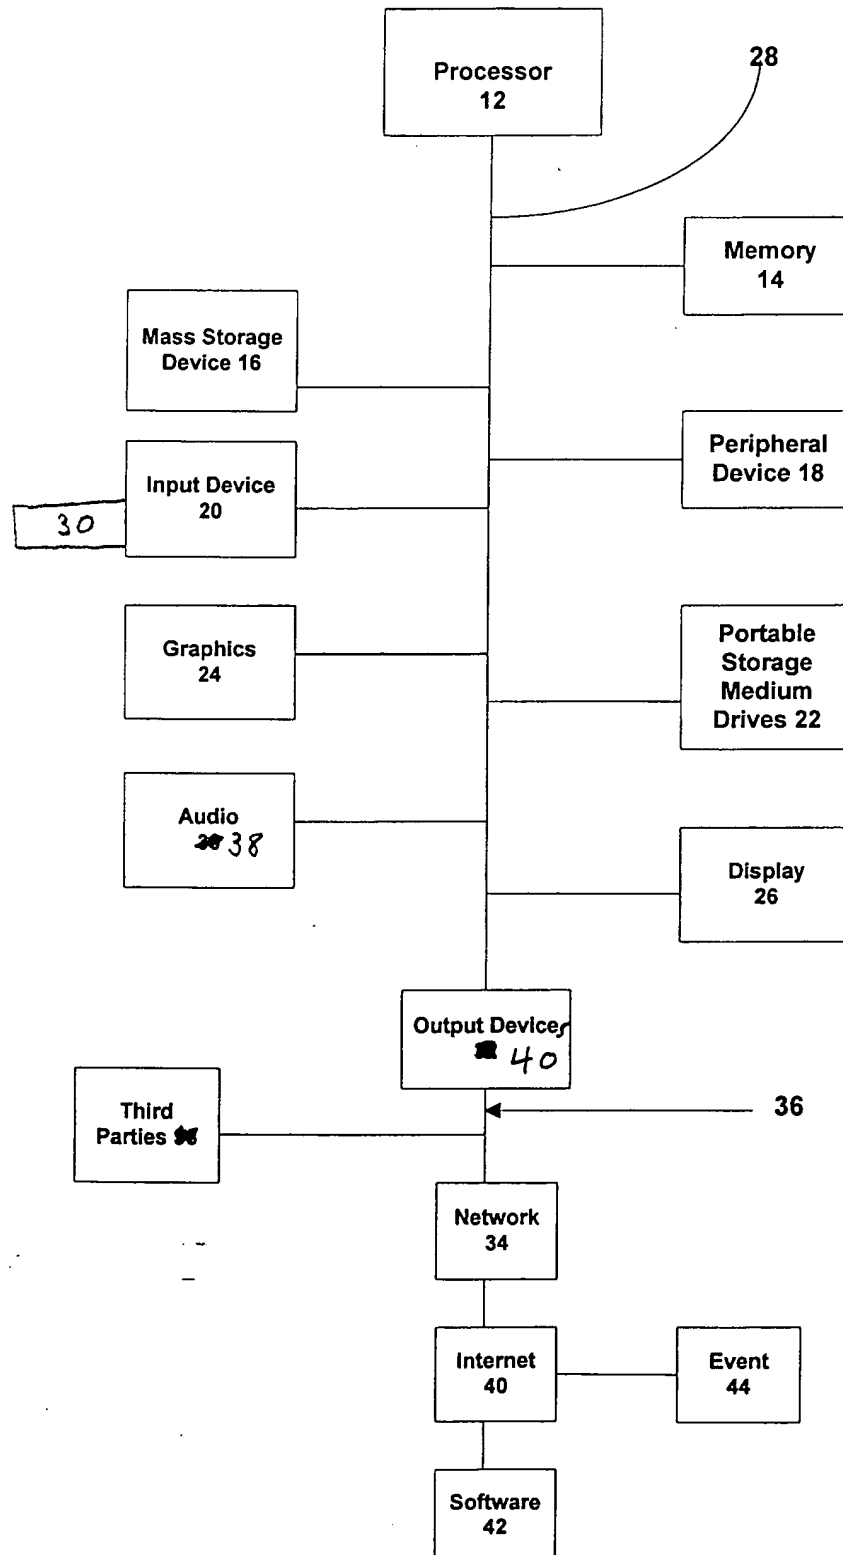 Processor
12
28
Memory
14
Mass Storage
Device 16
Peripheral
Device 18
Input Device
20
30
Graphics
24
Portable
Storage
Medium
Drives 22
Audio
38
Display
26
Output Devices
40
36
Third
Parties
Network
34
Internet
40
Event
44
Software
42